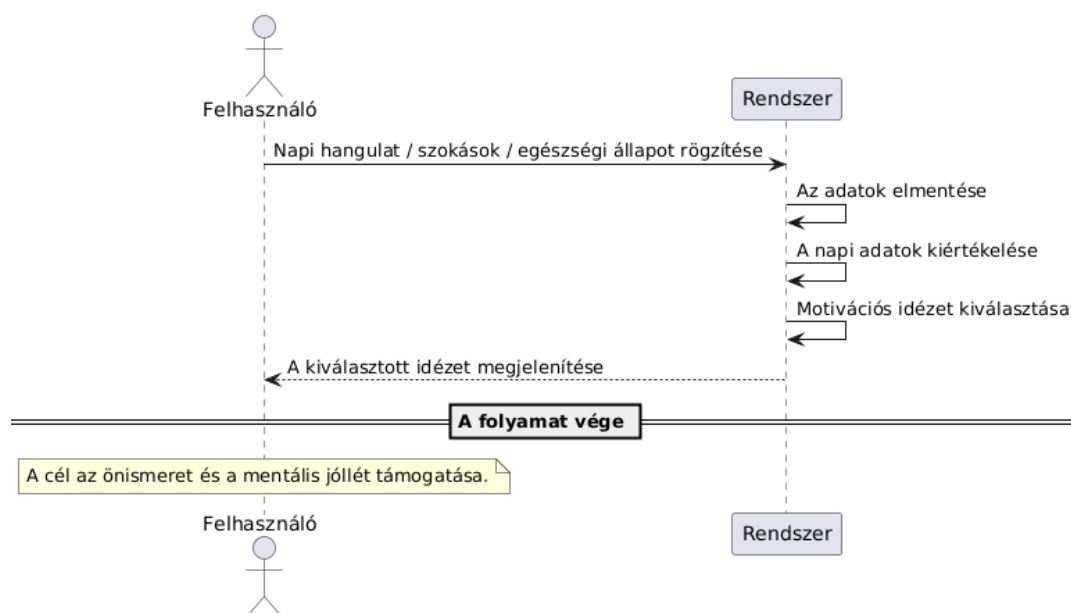 Felhasználó
Rendszer
Napi hangulat / szokások / egészségi állapot rögzítése
Az adatok elmentése
A napi adatok kiértékelése
Motivációs idézet kiválasztása
A kiválasztott idézet megjelenítése
A folyamat vége
A cél az önismeret és a mentális jóllét támogatása.
Felhasználó
Rendszer